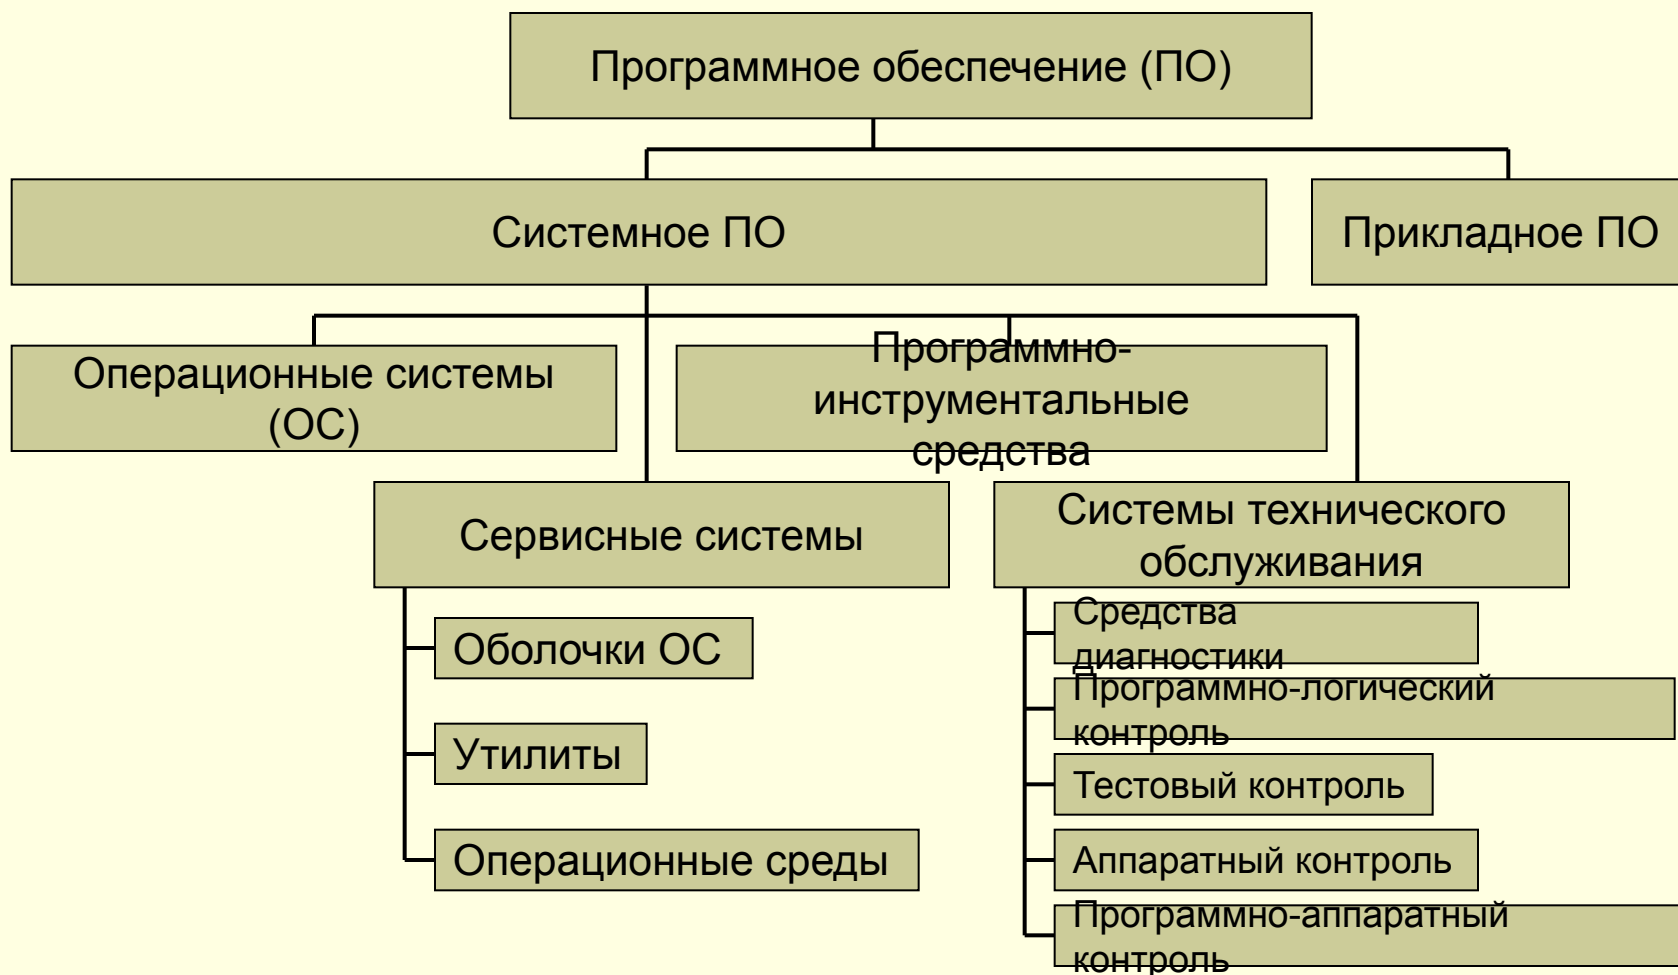 Программное обеспечение (ПО)
Системное ПО
Прикладное ПО
Операционные системы
(ОС)
Программно-
инструментальные
средства
Сервисные системы
Системы технического
обслуживания
Оболочки ОС
Утилиты
Операционные среды
Средства
диагностики
Программно-логический
контроль
Тестовый контроль
Аппаратный контроль
Программно-аппаратный
контроль